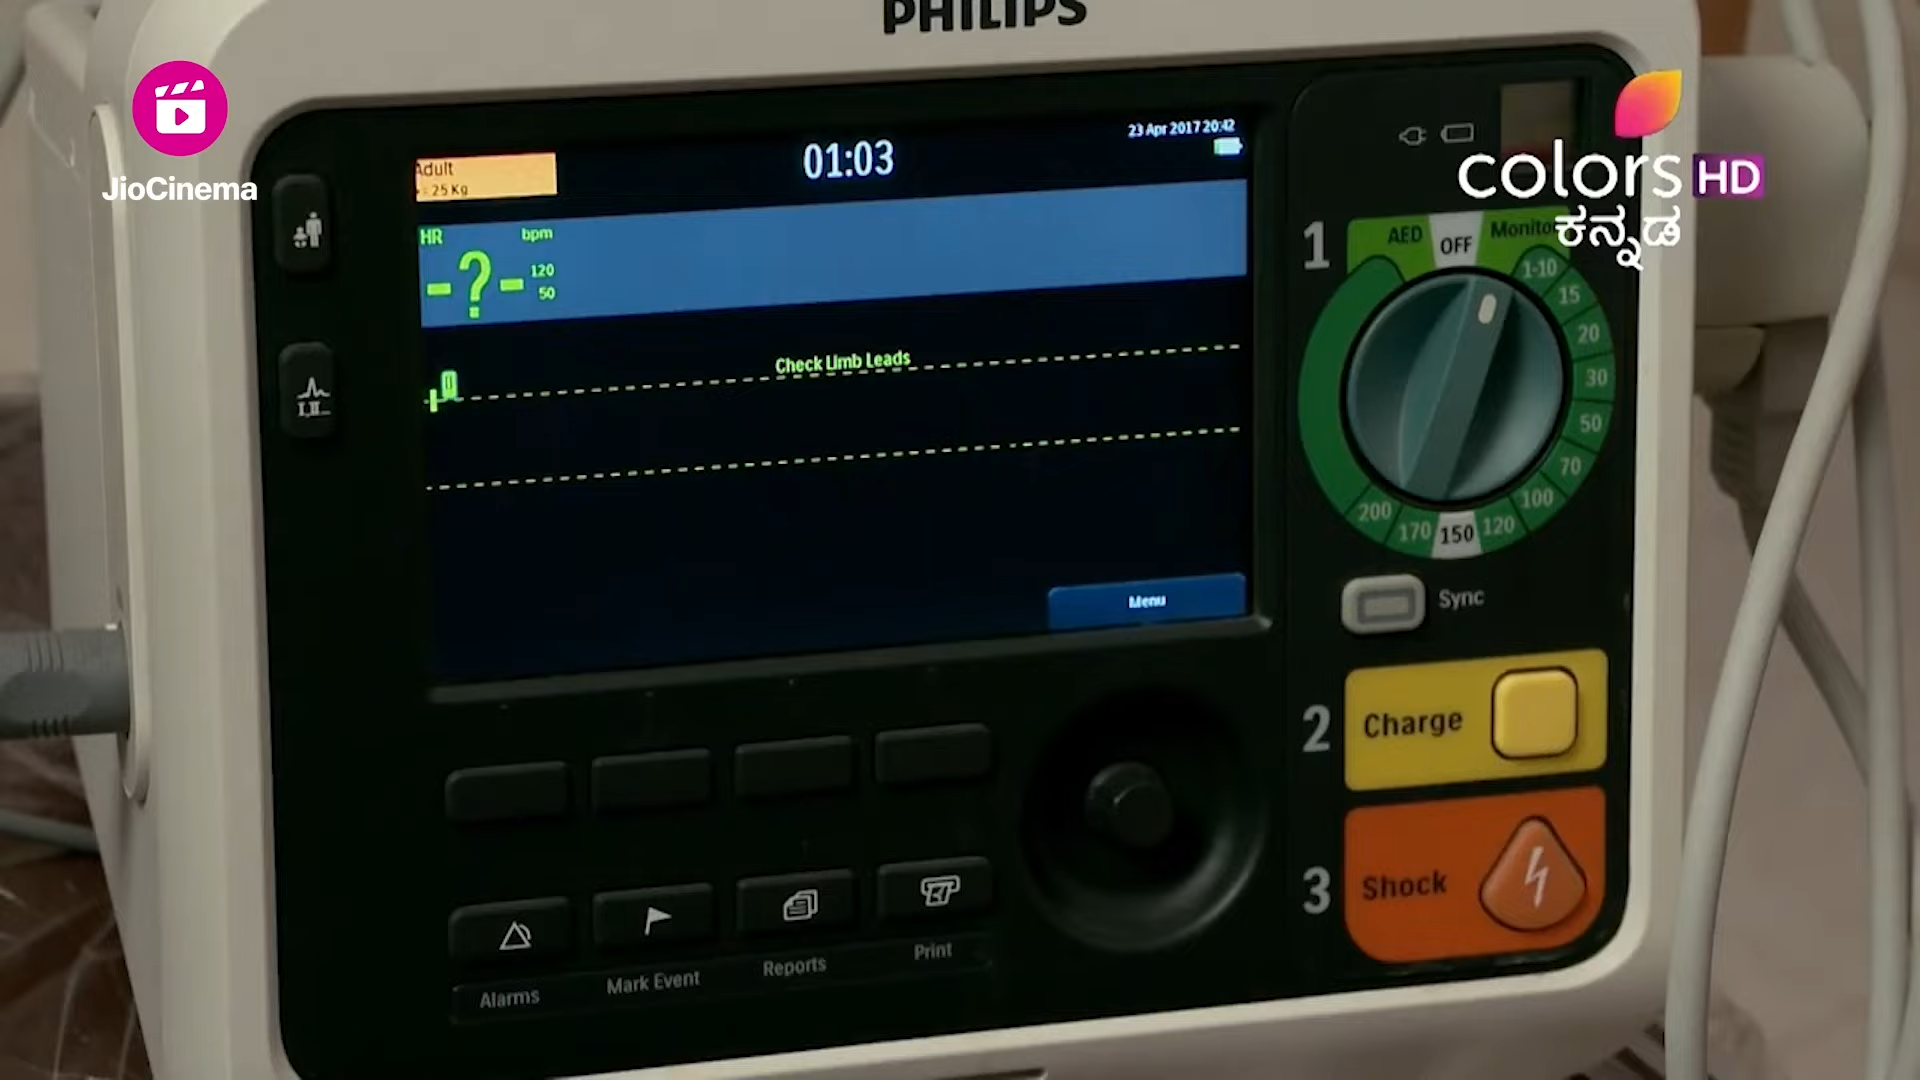 PHILIPS
JioCinema
colors HD
ಕನ್ನಡ
Adult
25 Kg
01:03
23 Apr 2017 20:42
HR
bpm
-?-
120
50
Check Limb Leads
Menu
1
AED
OFF
Monitor
1-10
15
20
30
50
70
100
120
150
170
200
Sync
2
Charge
3
Shock
I,II...
Alarms
Mark Event
Reports
Print